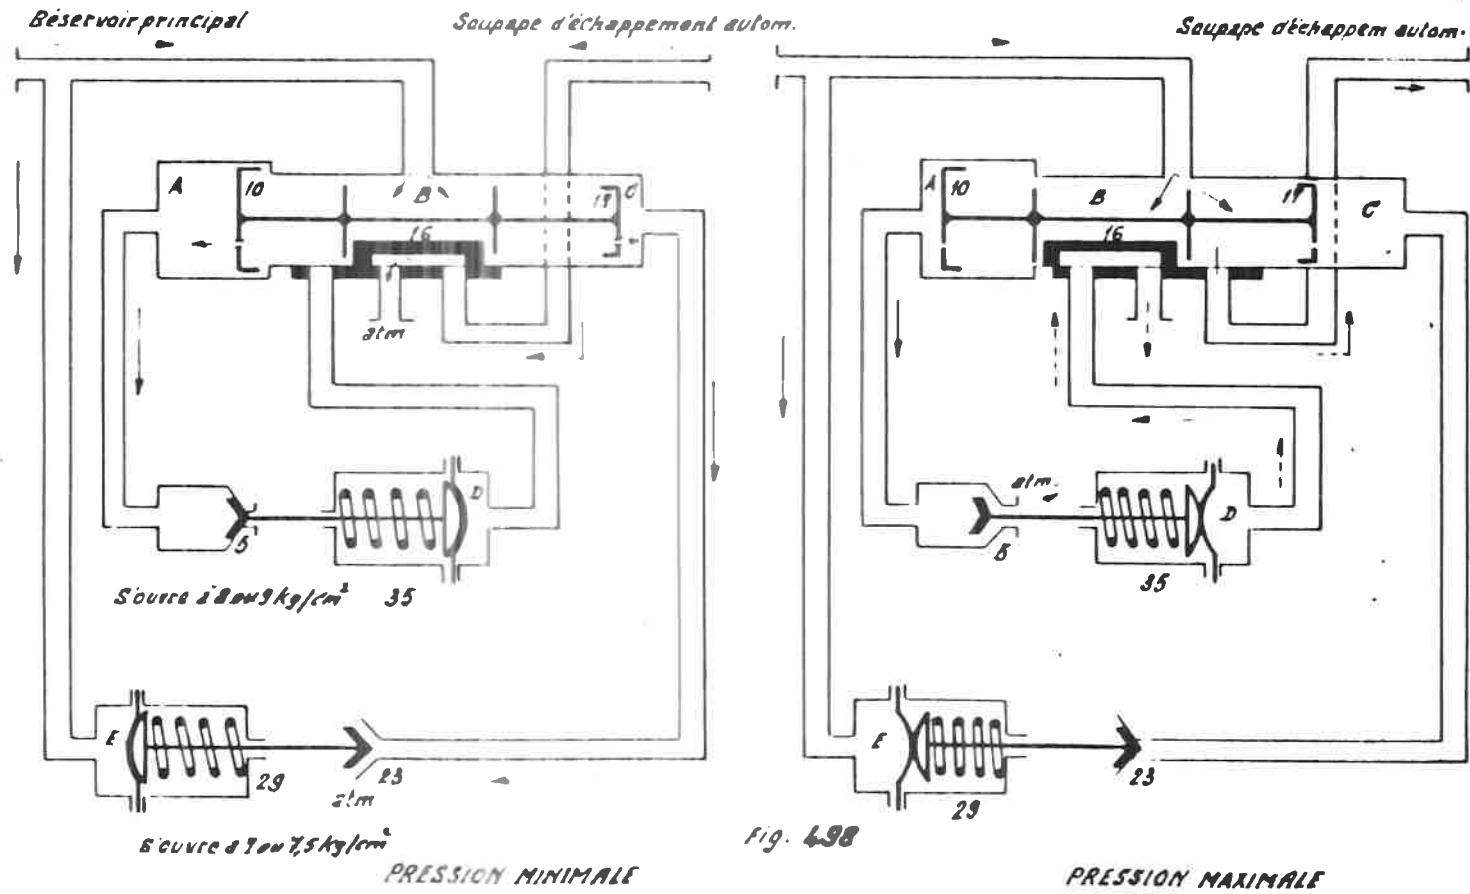 Réservoir principal
Soupape d'échappement autom.
A
10
B
17
C
16
atm
D
5
S'ouvre à 8 ou 9 kg/cm²
35
E
29
23
atm
S'ouvre à 7 ou 7,5 kg/cm²
PRESSION MINIMALE
Soupape d'échappem autom.
A
10
B
17
C
16
atm.
D
5
35
E
29
23
Fig. 498
PRESSION MAXIMALE